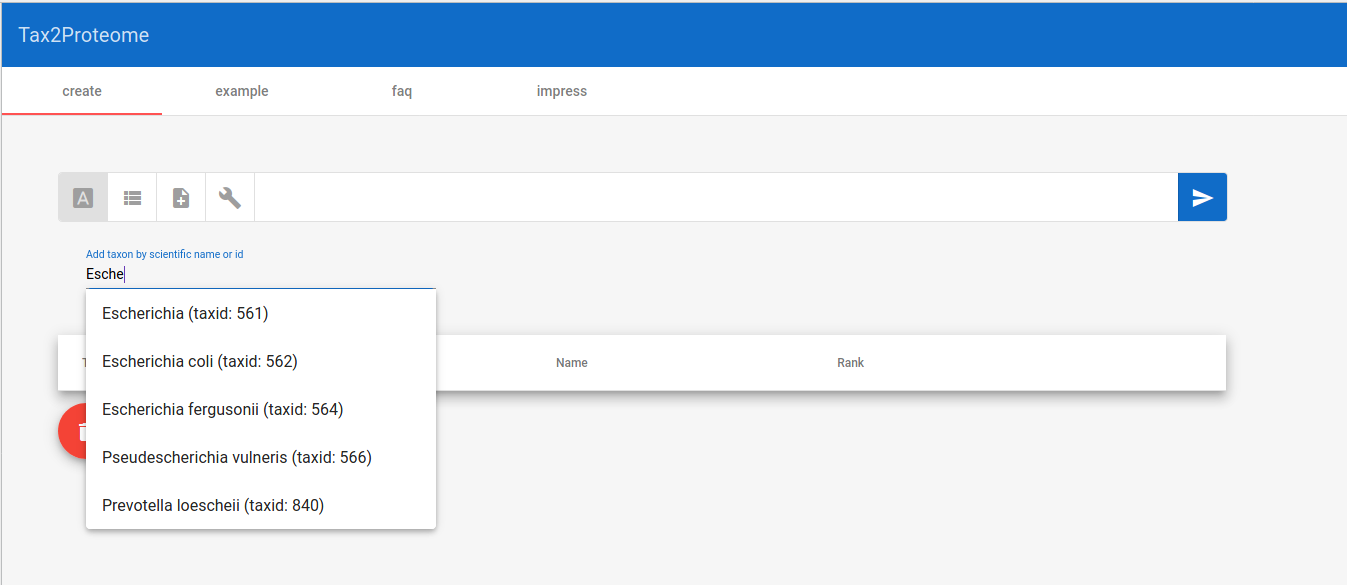 Tax2Proteome
create example faq impress
Add taxon by scientific name or id
Esche
Escherichia (taxid: 561)
Escherichia coli (taxid: 562)
Name Rank
Escherichia fergusonii (taxid: 564)
Pseudescherichia vulneris (taxid: 566)
Prevotella loescheii (taxid: 840)